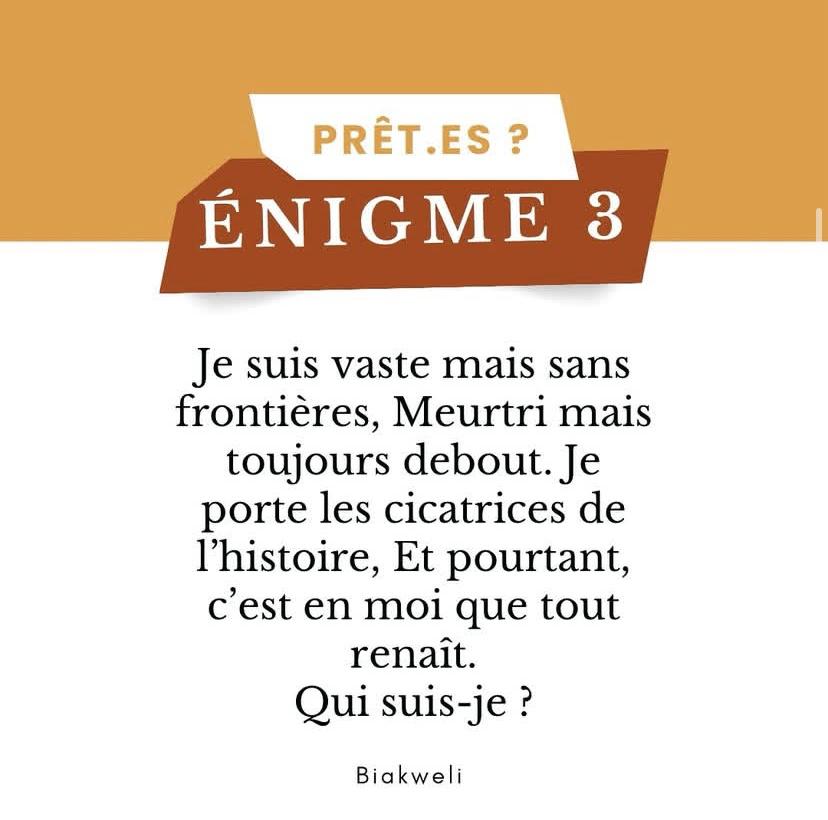 PRÊT.ES ?
ÉNIGME 3
Je suis vaste mais sans
frontières, Meurtri mais
toujours debout. Je
porte les cicatrices de
l’histoire, Et pourtant,
c’est en moi que tout
renaît.
Qui suis-je ?
Biakweli